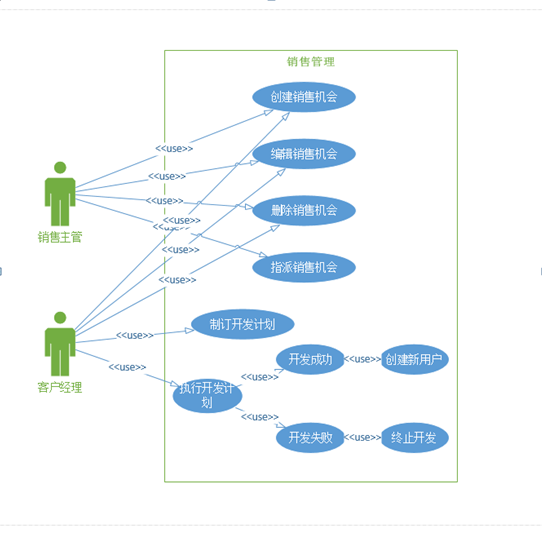 销售管理
创建销售机会
<<use>>
编辑销售机会
<<use>>
<<use>>
删除销售机会
<<use>>
<<use>>
销售主管
<<use>>
指派销售机会
<<use>>
制订开发计划
<<use>>
开发成功
<<use>>
创建新用户
<<use>>
<<use>>
客户经理
执行开发计
划
<<use>>
开发失败
<<use>>
终止开发